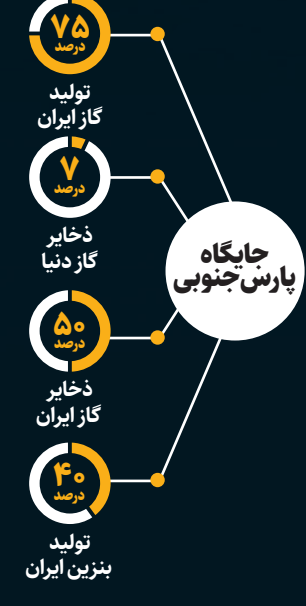 جایگاه
پارس‌جنوبی
۷۵
درصد
تولید
گاز ایران
۷
درصد
ذخایر
گاز دنیا
۵۰
درصد
ذخایر
گاز ایران
۴۰
درصد
تولید
بنزین ایران